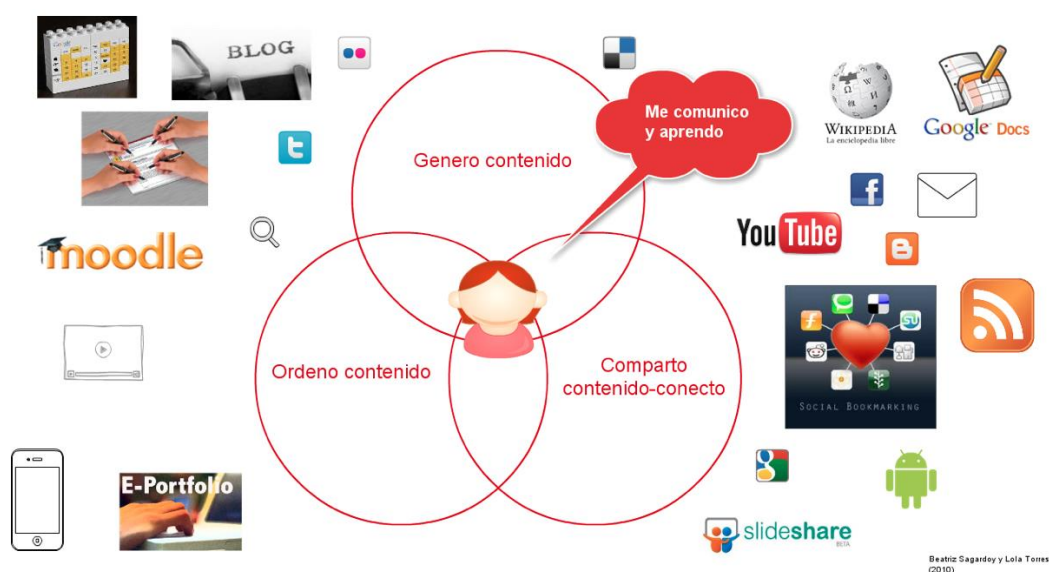 BLOG
Me comunico
y aprendo
WIKIPEDIA
La enciclopedia libre
Google Docs
Genero contenido
t
f
moodle
YouTube
Ordeno contenido
Comparto
contenido-conecto
SOCIAL BOOKMARKING
E-Portfolio
slideshare
BETA
Beatriz Sagardoy y Lola Torres
(2010)